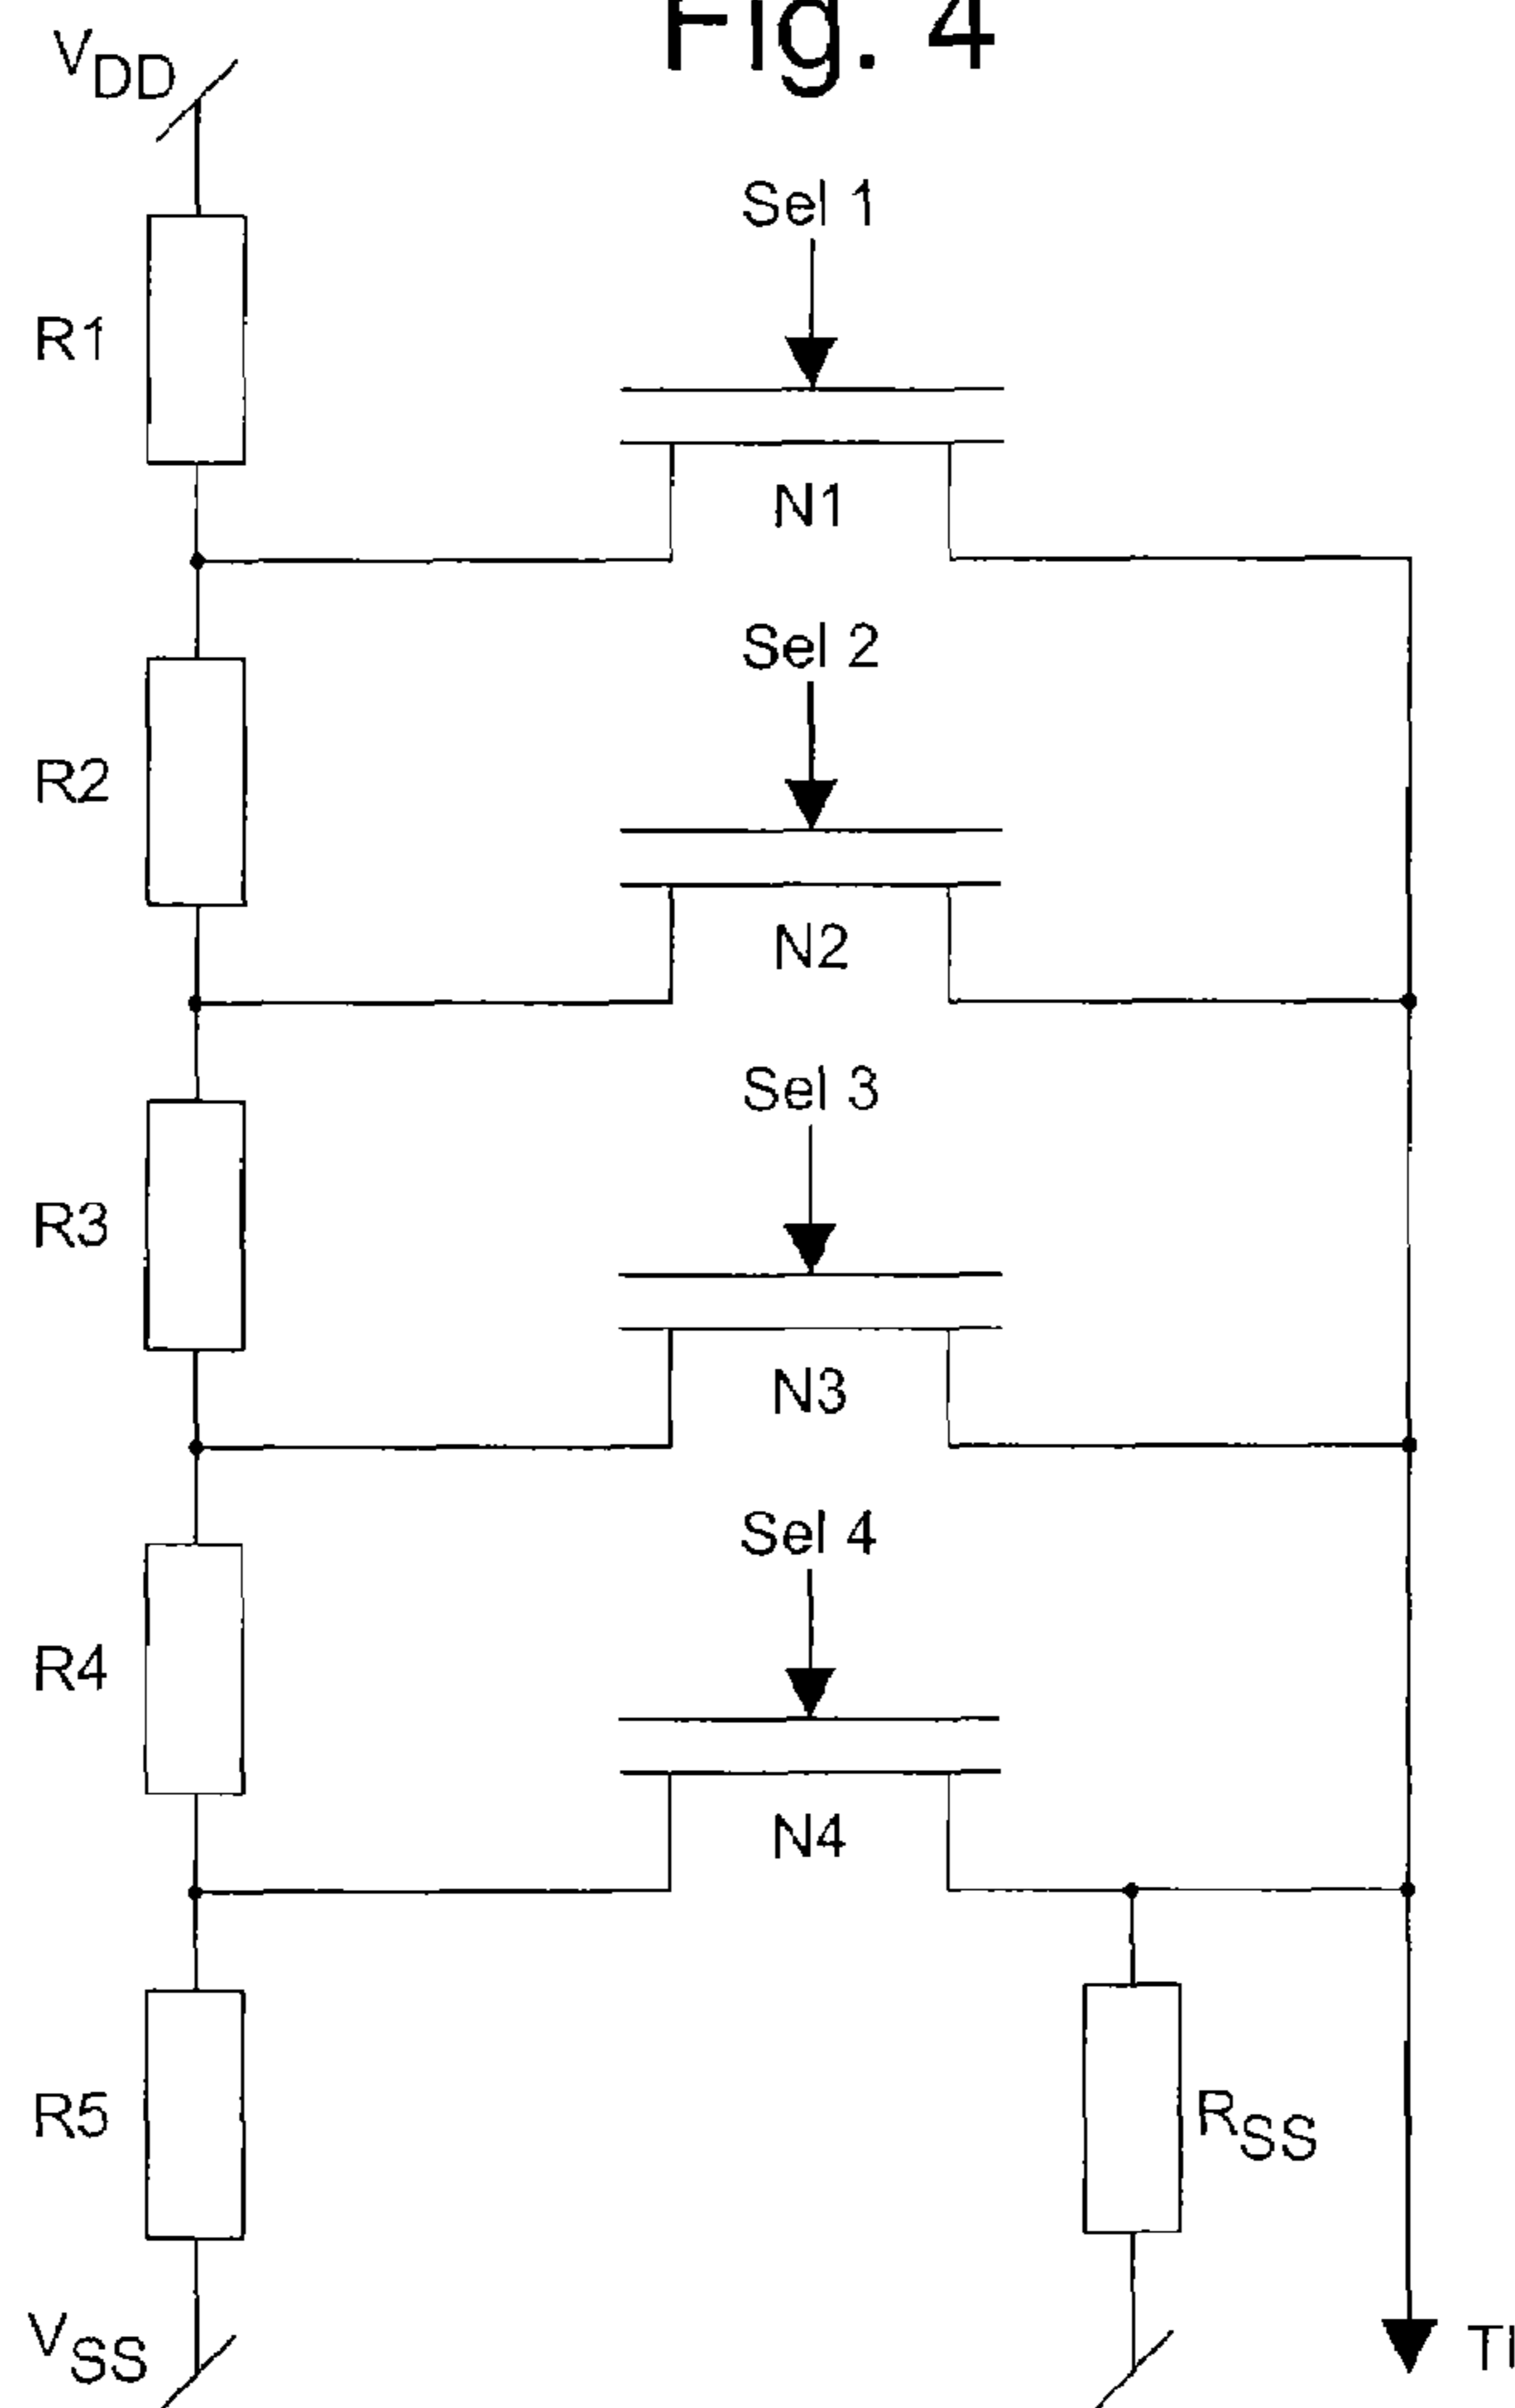 Fig. 4
VDD
Sel 1
R1
N1
Sel 2
R2
N2
Sel 3
R3
N3
Sel 4
R4
N4
R5
RSS
VSS
TI